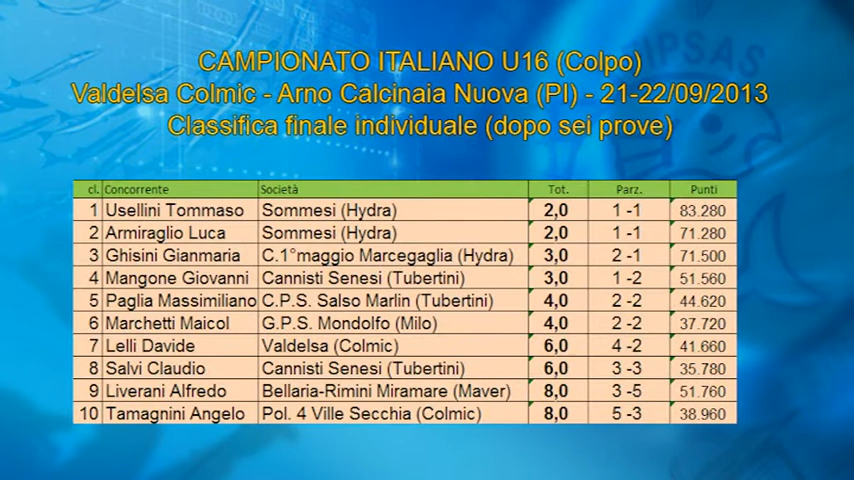 FIPSAS
CAMPIONATO ITALIANO U16 (Colpo)
Valdelsa Colmic - Arno Calcinaia Nuova (PI) - 21-22/09/2013
Classifica finale individuale (dopo sei prove)
cl. Concorrente Società Tot. Parz. Punti
1 Usellini Tommaso Sommesi (Hydra) 2,0 1 -1 83.280
2 Armiraglio Luca Sommesi (Hydra) 2,0 1 -1 71.280
3 Ghisini Gianmaria C.1°maggio Marcegaglia (Hydra) 3,0 2 -1 71.500
4 Mangone Giovanni Cannisti Senesi (Tubertini) 3,0 1 -2 51.560
5 Paglia Massimiliano C.P.S. Salso Marlin (Tubertini) 4,0 2 -2 44.620
6 Marchetti Maicol G.P.S. Mondolfo (Milo) 4,0 2 -2 37.720
7 Lelli Davide Valdelsa (Colmic) 6,0 4 -2 41.660
8 Salvi Claudio Cannisti Senesi (Tubertini) 6,0 3 -3 35.780
9 Liverani Alfredo Bellaria-Rimini Miramare (Maver) 8,0 3 -5 51.760
10 Tamagnini Angelo Pol. 4 Ville Secchia (Colmic) 8,0 5 -3 38.960